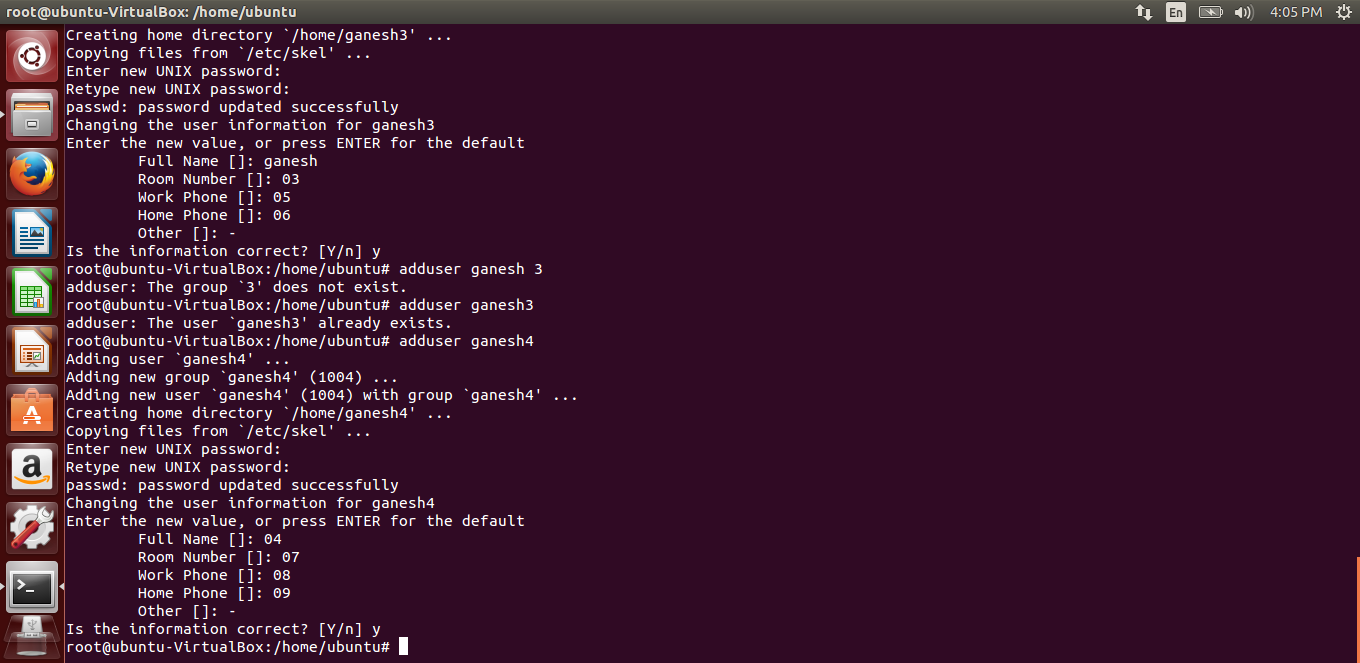 root@ubuntu-VirtualBox: /home/ubuntu
En
4:05 PM
Creating home directory `/home/ganesh3' ...
Copying files from `/etc/skel' ...
Enter new UNIX password:
Retype new UNIX password:
passwd: password updated successfully
Changing the user information for ganesh3
Enter the new value, or press ENTER for the default
Full Name []: ganesh
Room Number []: 03
Work Phone []: 05
Home Phone []: 06
Other []: -
Is the information correct? [Y/n] y
root@ubuntu-VirtualBox:/home/ubuntu# adduser ganesh 3
adduser: The group `3' does not exist.
root@ubuntu-VirtualBox:/home/ubuntu# adduser ganesh3
adduser: The user `ganesh3' already exists.
root@ubuntu-VirtualBox:/home/ubuntu# adduser ganesh4
Adding user `ganesh4' ...
Adding new group `ganesh4' (1004) ...
Adding new user `ganesh4' (1004) with group `ganesh4' ...
Creating home directory `/home/ganesh4' ...
Copying files from `/etc/skel' ...
Enter new UNIX password:
Retype new UNIX password:
passwd: password updated successfully
Changing the user information for ganesh4
Enter the new value, or press ENTER for the default
Full Name []: 04
Room Number []: 07
Work Phone []: 08
Home Phone []: 09
Other []: -
Is the information correct? [Y/n] y
root@ubuntu-VirtualBox:/home/ubuntu#